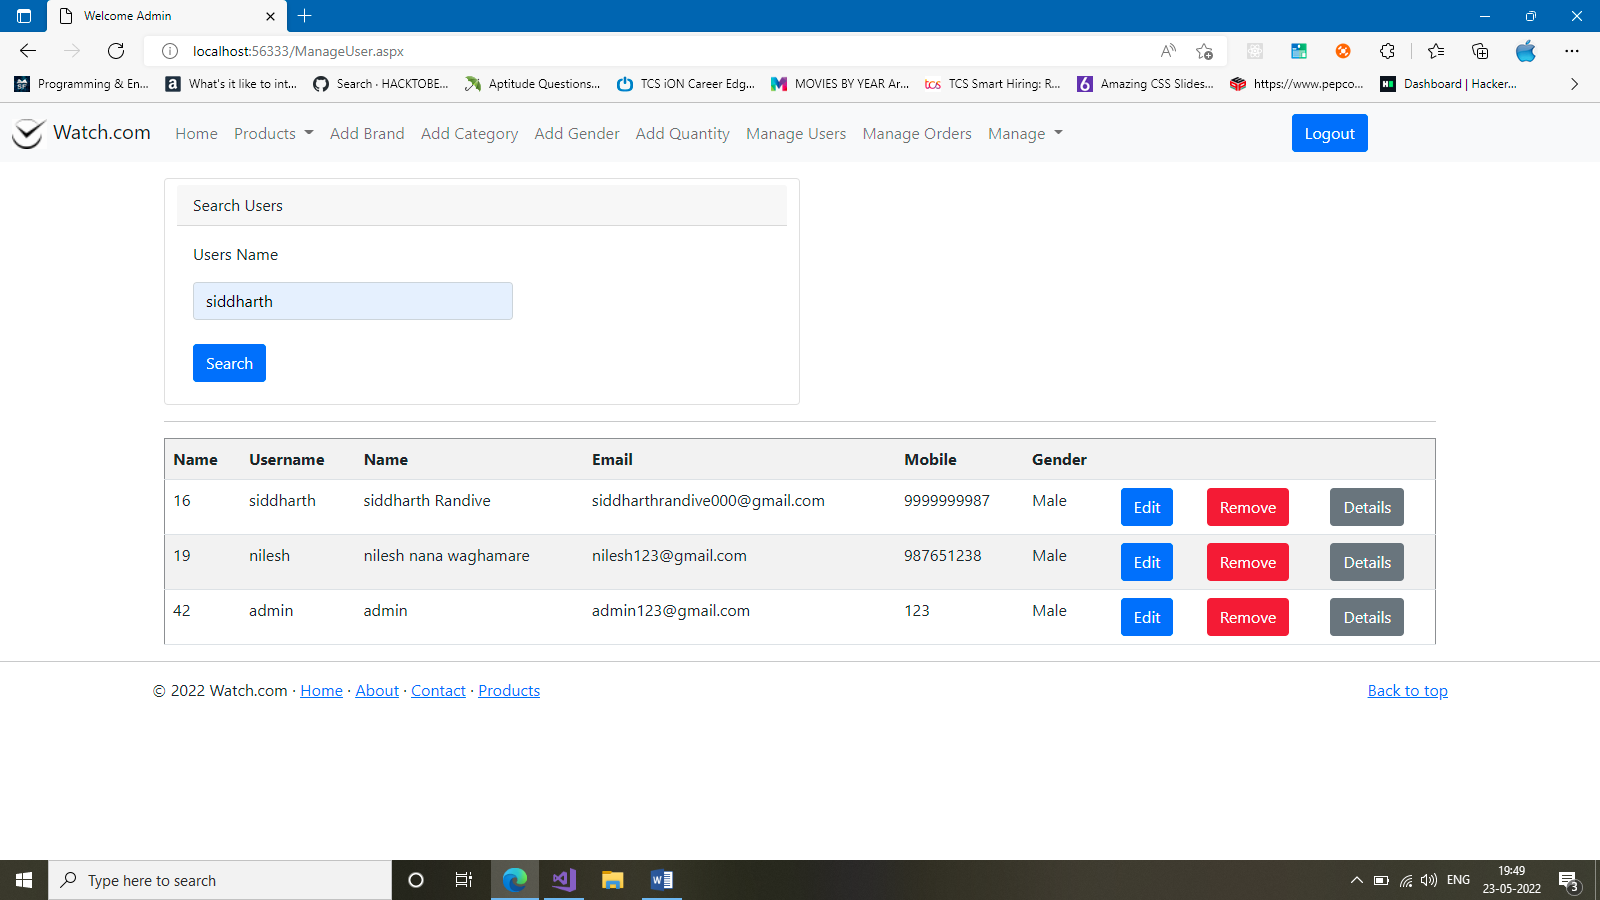 Welcome Admin
localhost:56333/ManageUser.aspx
Programming & En... What's it like to int... Search · HACKTOBE... Aptitude Questions... TCS iON Career Edg... MOVIES BY YEAR Ar... tcs TCS Smart Hiring: R... 6 Amazing CSS Slides... https://www.pepco... Dashboard | Hacker...
Watch.com Home Products Add Brand Add Category Add Gender Add Quantity Manage Users Manage Orders Manage Logout
Search Users
Users Name
siddharth
Search
Name Username Name Email Mobile Gender
16 siddharth siddharth Randive siddharthrandive000@gmail.com 9999999987 Male Edit Remove Details
19 nilesh nilesh nana waghamare nilesh123@gmail.com 987651238 Male Edit Remove Details
42 admin admin admin123@gmail.com 123 Male Edit Remove Details
© 2022 Watch.com · Home · About · Contact · Products Back to top
Type here to search
ENG
19:49
23-05-2022
3